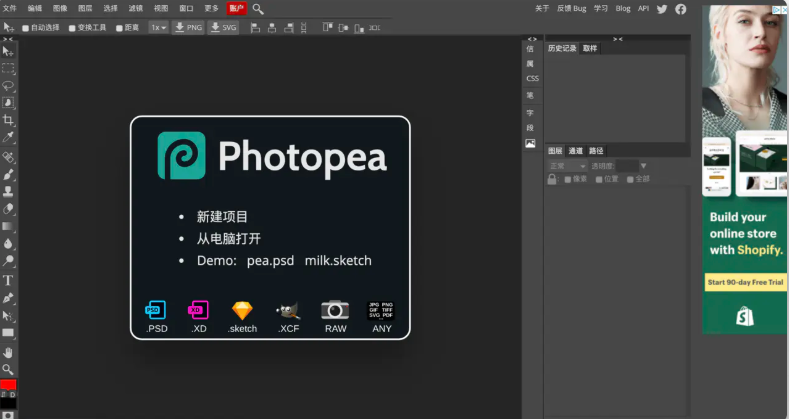 文件 编辑 图像 图层 选择 滤镜 视图 窗口 更多 账户
关于 反馈 Bug 学习 Blog API
自动选择 变换工具 距离 1x PNG SVG
信
属
CSS
笔
字
段
历史记录 取样
图层 通道 路径
正常 透明度:
像素 位置 全部
Photopea
新建项目
从电脑打开
Demo: pea.psd milk.sketch
PSD XD JPG PNG
GIF TIFF
SVG PDF
.PSD .XD .sketch .XCF RAW ANY
T
D
Build your
online store
with Shopify.
Start 90-day Free Trial